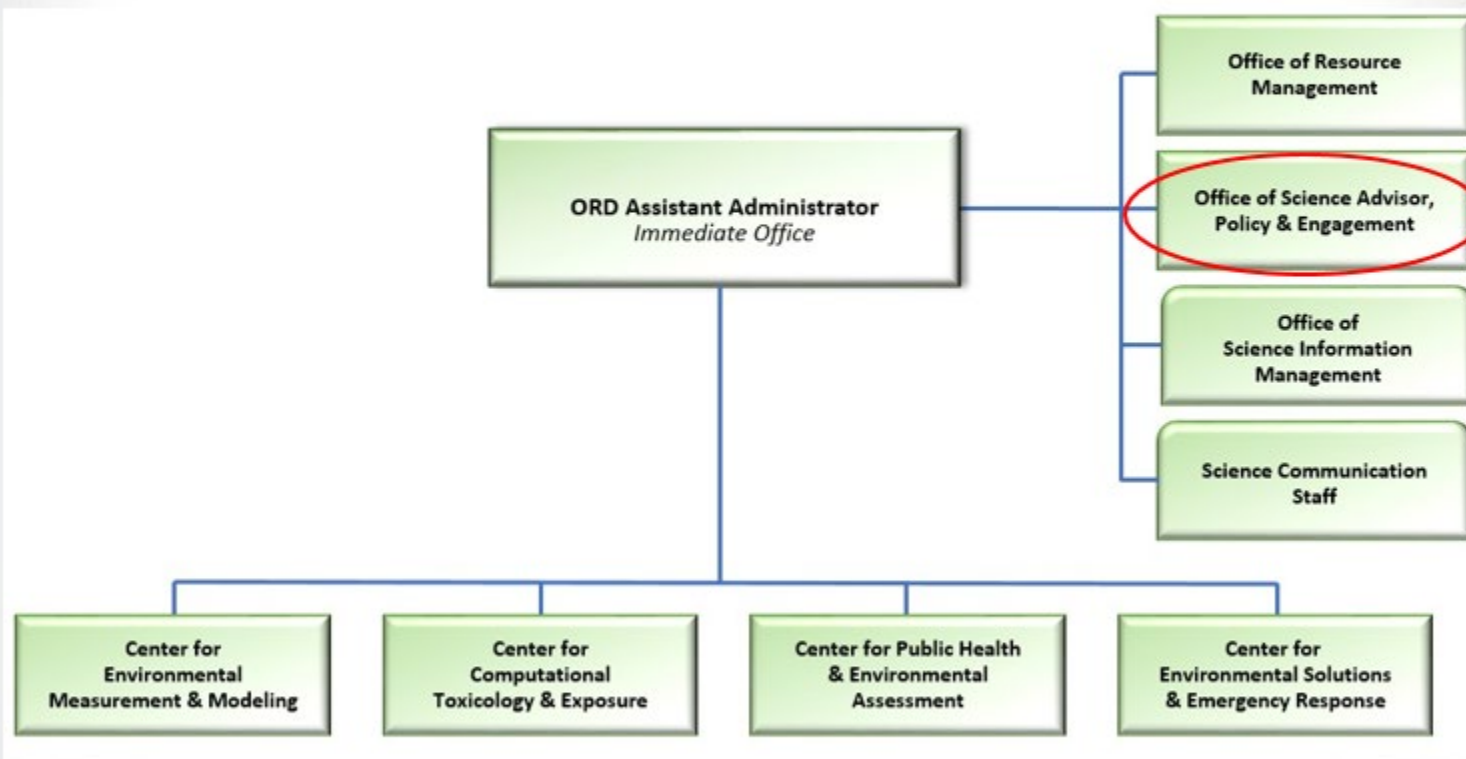 Office of Resource
Management
ORD Assistant Administrator
Immediate Office
Office of Science Advisor,
Policy & Engagement
Office of
Science Information
Management
Science Communication
Staff
Center for
Environmental
Measurement & Modeling
Center for
Computational
Toxicology & Exposure
Center for Public Health
& Environmental
Assessment
Center for
Environmental Solutions
& Emergency Response